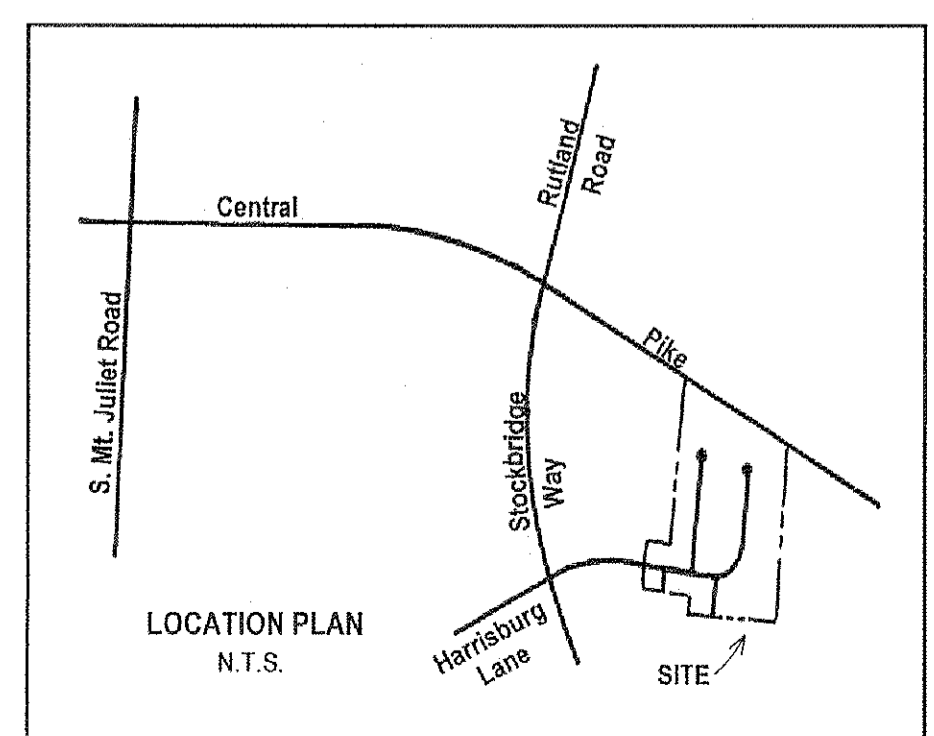 Rutland
Road
Central
Pike
S. Mt. Juliet Road
Stockbridge
Way
LOCATION PLAN
N.T.S.
Harrisburg
Lane
SITE